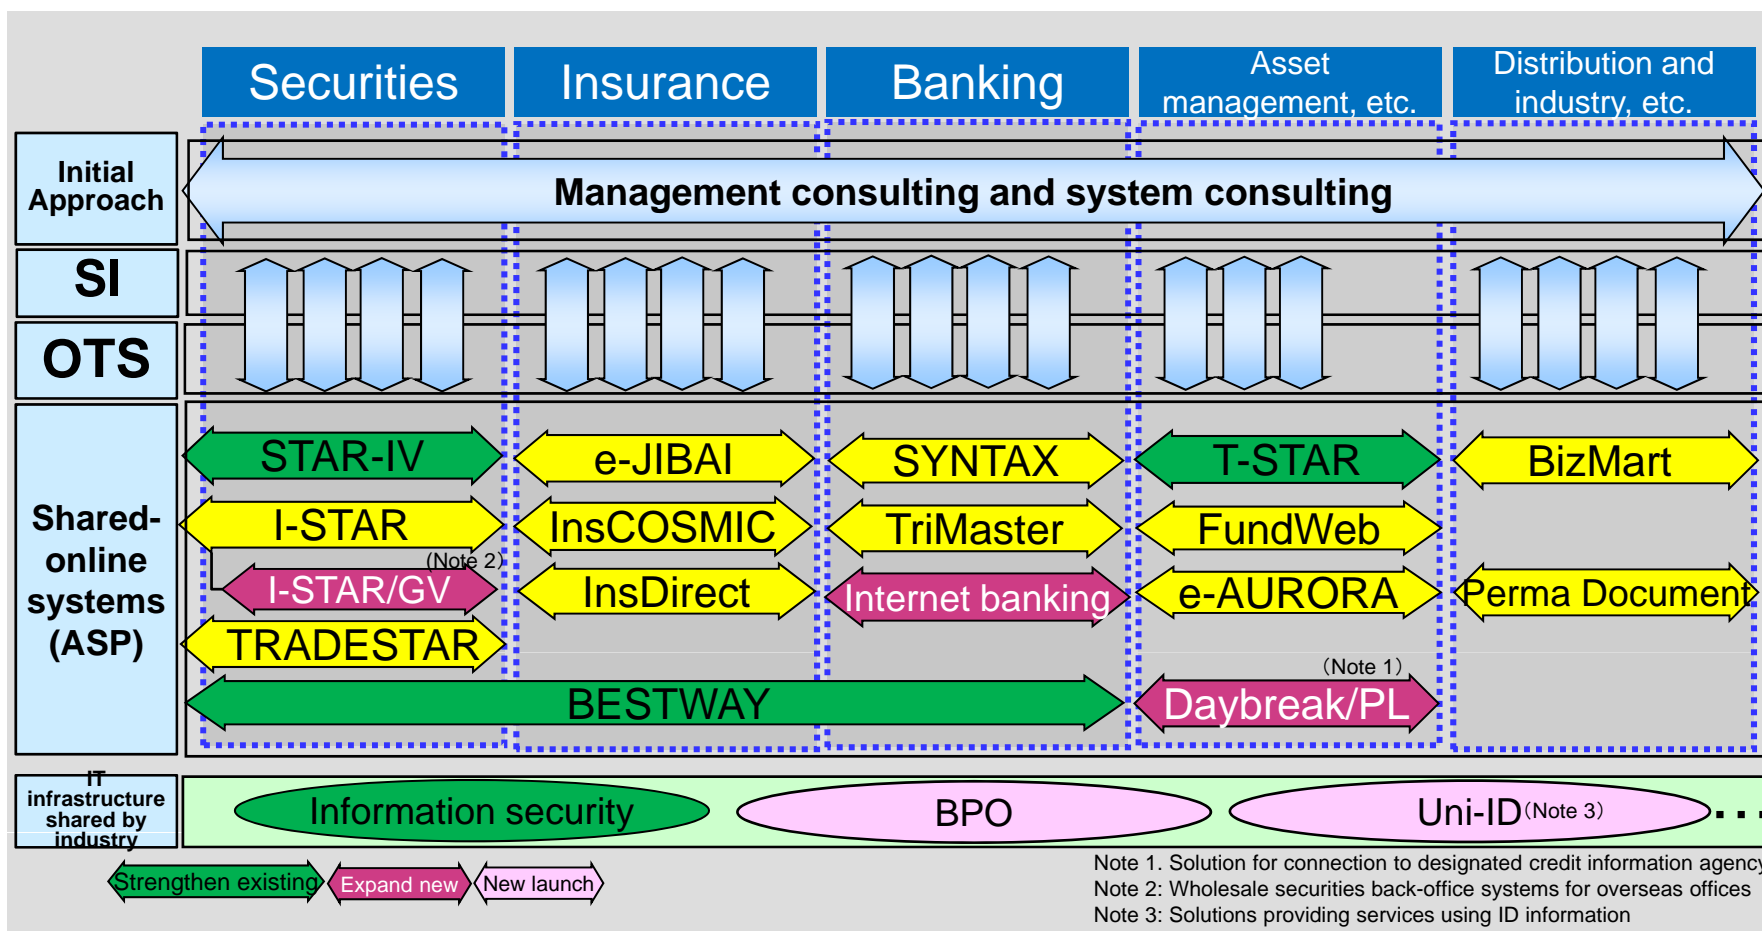 Securities
Insurance
Banking
Asset
management, etc.
Distribution and
industry, etc.
Initial
Approach
Management consulting and system consulting
SI
OTS
Shared-
online
systems
(ASP)
STAR-IV
e-JIBAI
SYNTAX
T-STAR
BizMart
I-STAR
InsCOSMIC
TriMaster
FundWeb
(Note 2)
I-STAR/GV
InsDirect
Internet banking
e-AURORA
Perma Document
TRADESTAR
BESTWAY
(Note 1)
Daybreak/PL
IT
infrastructure
shared by
industry
Information security
BPO
Uni-ID(Note 3)
...
Strengthen existing
Expand new
New launch
Note 1. Solution for connection to designated credit information agency
Note 2: Wholesale securities back-office systems for overseas offices
Note 3: Solutions providing services using ID information